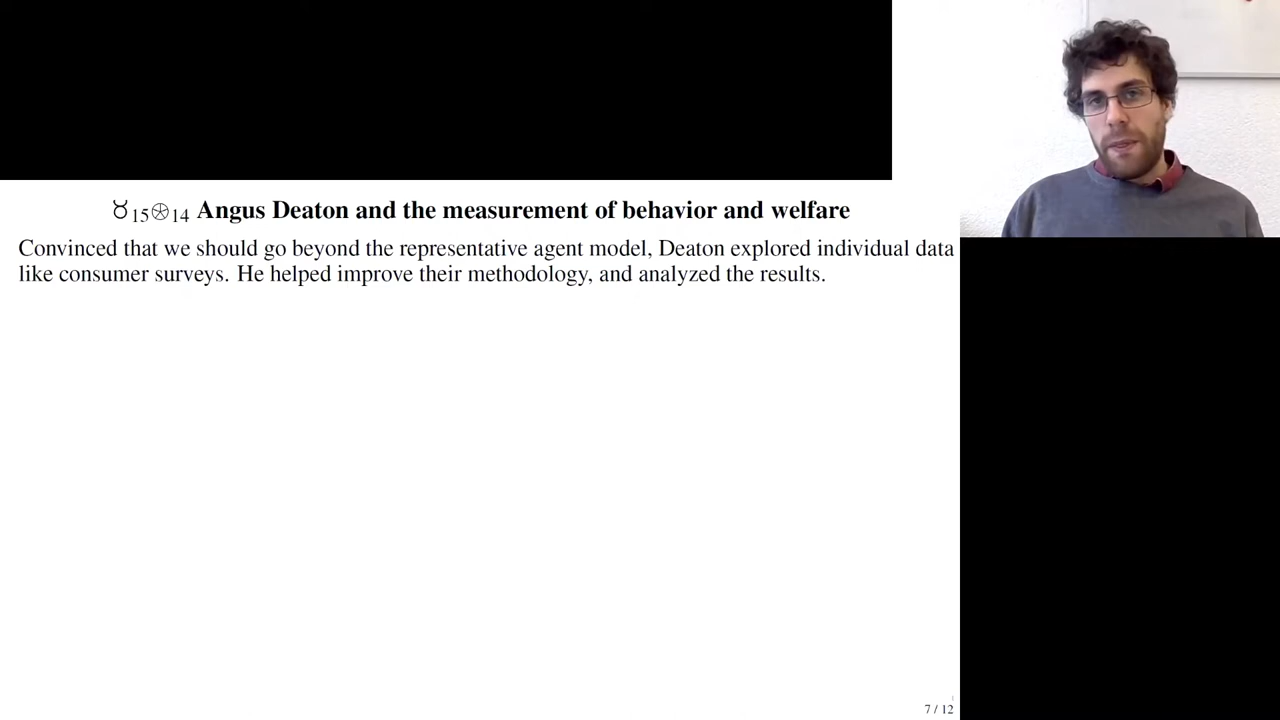 ♉15⊛14 Angus Deaton and the measurement of behavior and welfare
Convinced that we should go beyond the representative agent model, Deaton explored individual data
like consumer surveys. He helped improve their methodology, and analyzed the results.
7 / 12